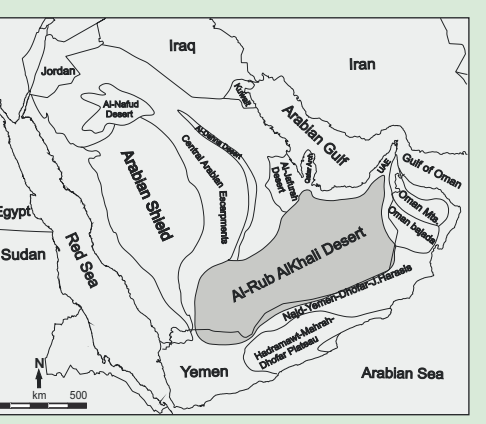 Iraq
Iran
Jordan
Al-Nafud
Desert
Kuwait
Al-Dahna Desert
Arabian Gulf
Central Arabian Escarpments
Al-Jafurah
Desert
UAE
Gulf of Oman
Arabian Shield
Oman Mts.
Oman bajada
Egypt
Red Sea
Sudan
Al-Rub AlKhali Desert
Najd-Yemen-Dhofar-J.Harasis
Hadramawt-Mahrah-
Dhofar Plateau
Yemen
Arabian Sea
N
km 500